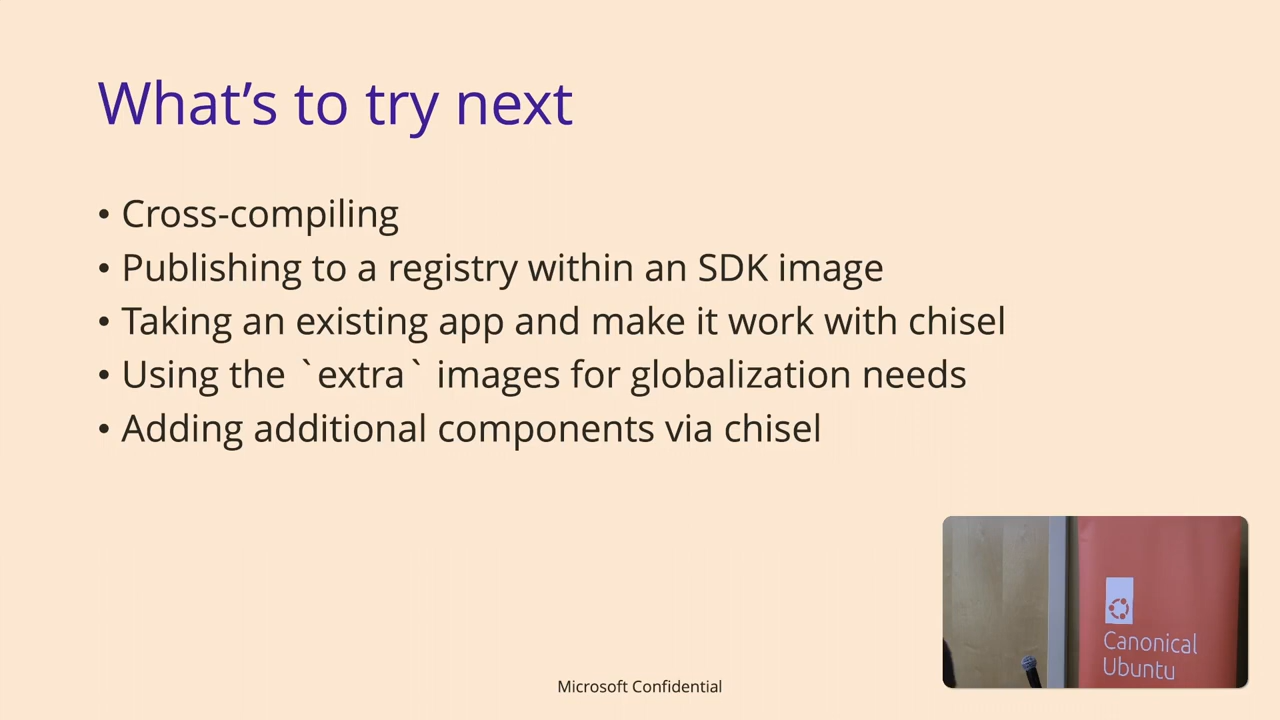 What’s to try next
• Cross-compiling
• Publishing to a registry within an SDK image
• Taking an existing app and make it work with chisel
• Using the `extra` images for globalization needs
• Adding additional components via chisel
Canonical
Ubuntu
Microsoft Confidential